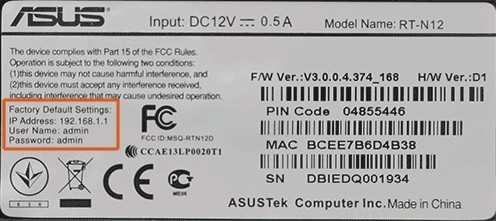 ASUS Input: DC12V ⎓ 0.5A Model Name: RT-N12
The device complies with Part 15 of the FCC Rules.
Operation is subject to the following two conditions:
(1) this device may not cause harmful interference, and
(2) this device must accept any interference received,
including interference that may cause undesired operation.
F/W Ver.:V3.0.0.4.374_168 H/W Ver.:D1
Factory Default Settings:
IP Address: 192.168.1.1
User Name: admin
Password: admin
PIN Code 04855446
FC
FCC ID: MSQ-RTN12D
CCAE13LP0020T1
MAC BCEE7B6D4B38
CE
SN DBIEDQ001934
ASUSTek Computer Inc. Made in China